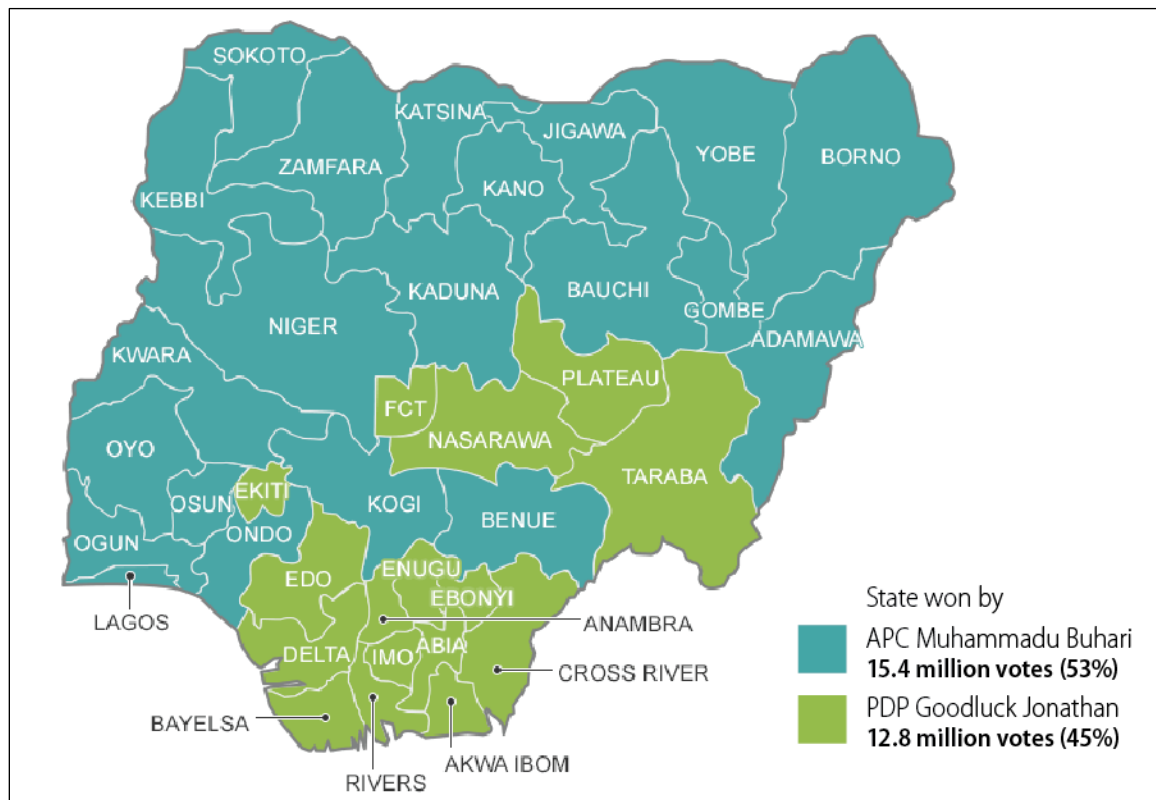 SOKOTO
KATSINA
JIGAWA
YOBE
BORNO
ZAMFARA
KANO
KEBBI
KADUNA
BAUCHI
GOMBE
NIGER
ADAMAWA
KWARA
PLATEAU
FCT
NASARAWA
OYO
TARABA
EKITI
OSUN
KOGI
BENUE
ONDO
OGUN
ENUGU
EDO
EBONYI
LAGOS
ANAMBRA
ABIA
DELTA
IMO
CROSS RIVER
BAYELSA
AKWA IBOM
RIVERS
State won by
APC Muhammadu Buhari
15.4 million votes (53%)
PDP Goodluck Jonathan
12.8 million votes (45%)